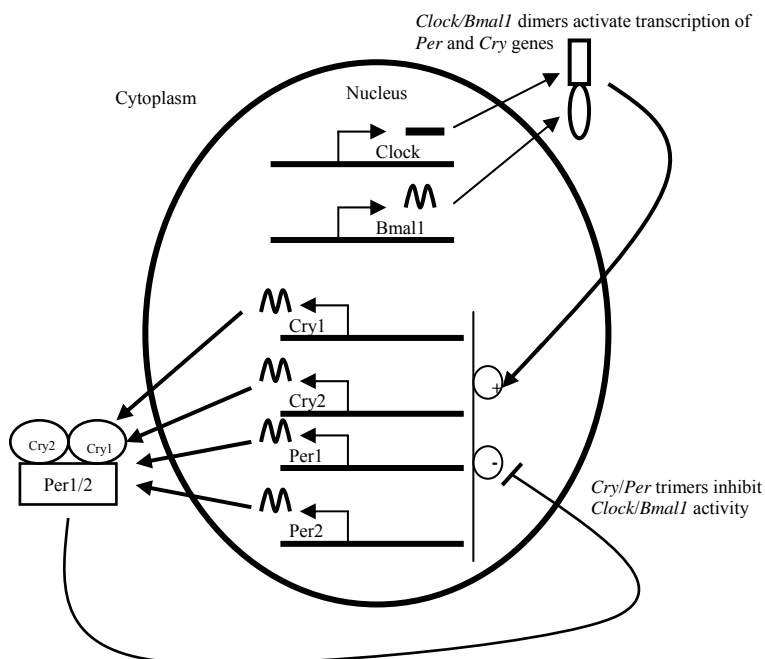 Clock/Bmal1 dimers activate transcription of
Per and Cry genes
Cytoplasm
Nucleus
Clock
Bmal1
Cry1
Cry2
+
Cry2
Cry1
Per1
-
Per1/2
Cry/Per trimers inhibit
Clock/Bmal1 activity
Per2